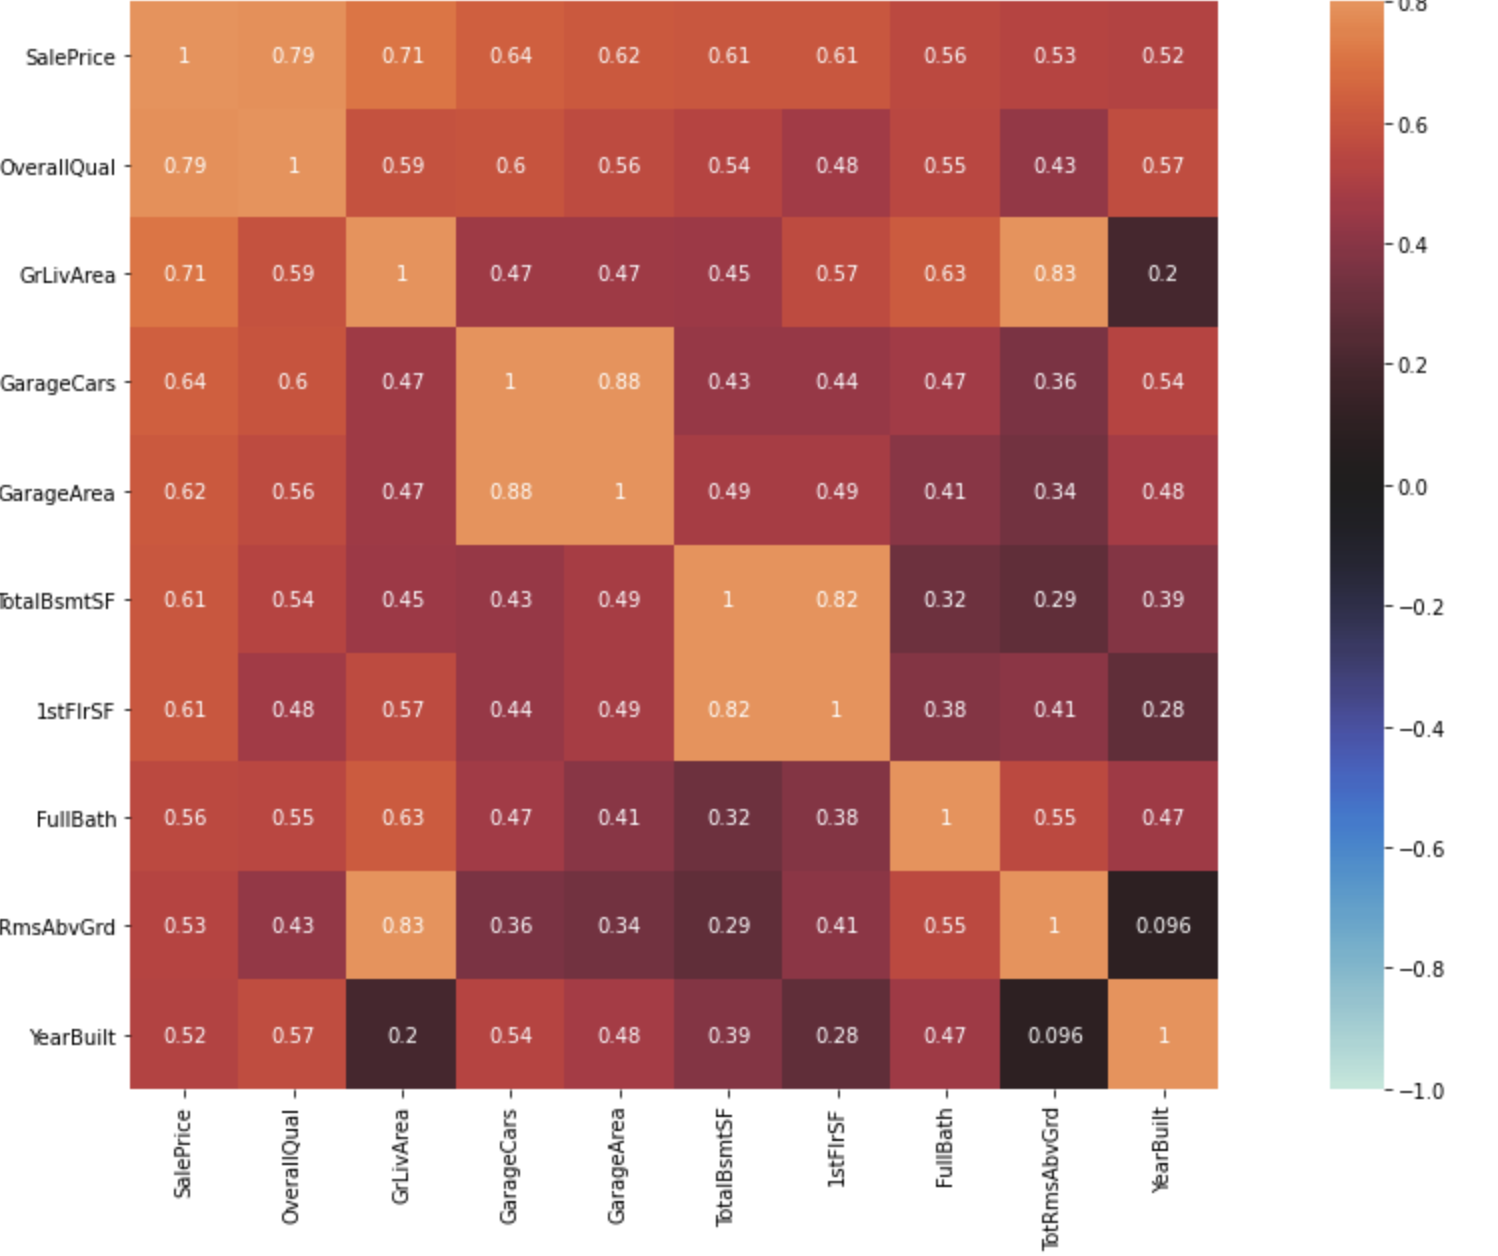 SalePrice 1 0.79 0.71 0.64 0.62 0.61 0.61 0.56 0.53 0.52
OverallQual 0.79 1 0.59 0.6 0.56 0.54 0.48 0.55 0.43 0.57
GrLivArea 0.71 0.59 1 0.47 0.47 0.45 0.57 0.63 0.83 0.2
GarageCars 0.64 0.6 0.47 1 0.88 0.43 0.44 0.47 0.36 0.54
GarageArea 0.62 0.56 0.47 0.88 1 0.49 0.49 0.41 0.34 0.48
TotalBsmtSF 0.61 0.54 0.45 0.43 0.49 1 0.82 0.32 0.29 0.39
1stFlrSF 0.61 0.48 0.57 0.44 0.49 0.82 1 0.38 0.41 0.28
FullBath 0.56 0.55 0.63 0.47 0.41 0.32 0.38 1 0.55 0.47
RmsAbvGrd 0.53 0.43 0.83 0.36 0.34 0.29 0.41 0.55 1 0.096
YearBuilt 0.52 0.57 0.2 0.54 0.48 0.39 0.28 0.47 0.096 1
SalePrice
OverallQual
GrLivArea
GarageCars
GarageArea
TotalBsmtSF
1stFlrSF
FullBath
TotRmsAbvGrd
YearBuilt
0.8
0.6
0.4
0.2
0.0
−0.2
−0.4
−0.6
−0.8
−1.0